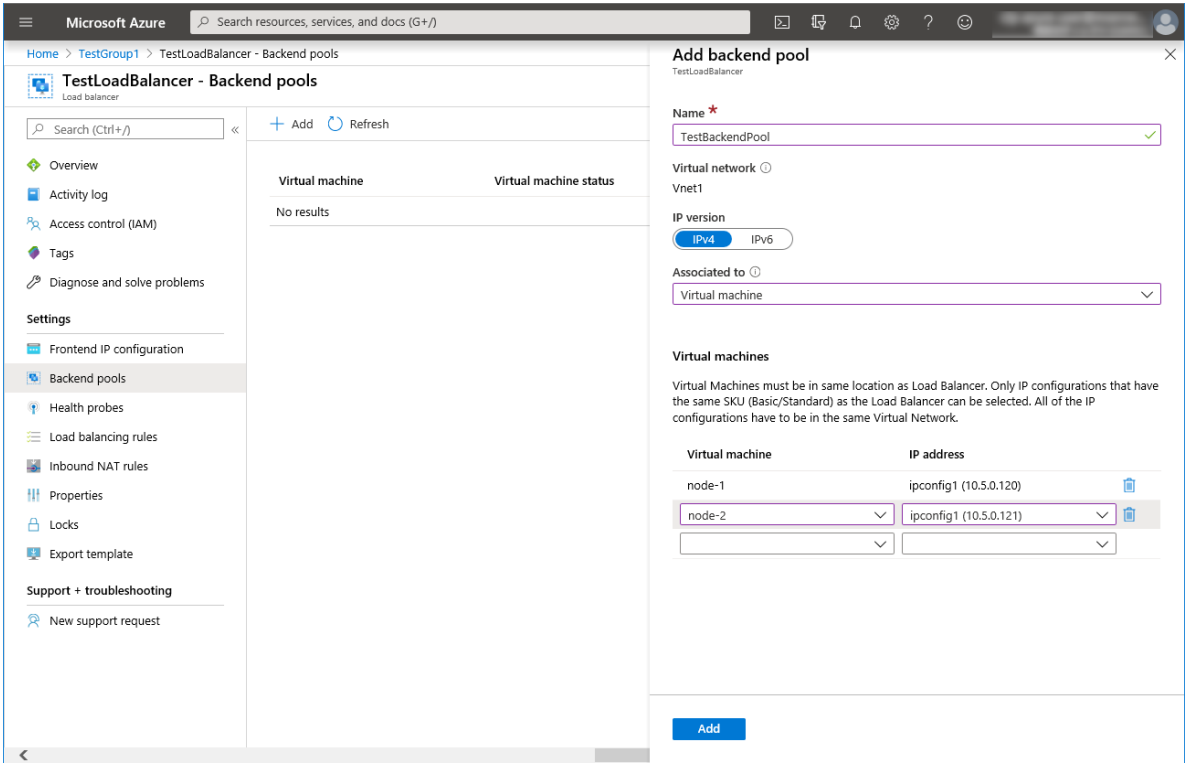 Microsoft Azure
Search resources, services, and docs (G+/)
Home > TestGroup1 > TestLoadBalancer - Backend pools
TestLoadBalancer - Backend pools
Load balancer
Search (Ctrl+/)
«
Overview
Activity log
Access control (IAM)
Tags
Diagnose and solve problems
Settings
Frontend IP configuration
Backend pools
Health probes
Load balancing rules
Inbound NAT rules
Properties
Locks
Export template
Support + troubleshooting
New support request
Add Refresh
Virtual machine Virtual machine status
No results
Add backend pool
TestLoadBalancer
Name *
TestBackendPool
Virtual network
Vnet1
IP version
IPv4 IPv6
Associated to
Virtual machine
Virtual machines
Virtual Machines must be in same location as Load Balancer. Only IP configurations that have
the same SKU (Basic/Standard) as the Load Balancer can be selected. All of the IP
configurations have to be in the same Virtual Network.
Virtual machine IP address
node-1 ipconfig1 (10.5.0.120)
node-2 ipconfig1 (10.5.0.121)
Add